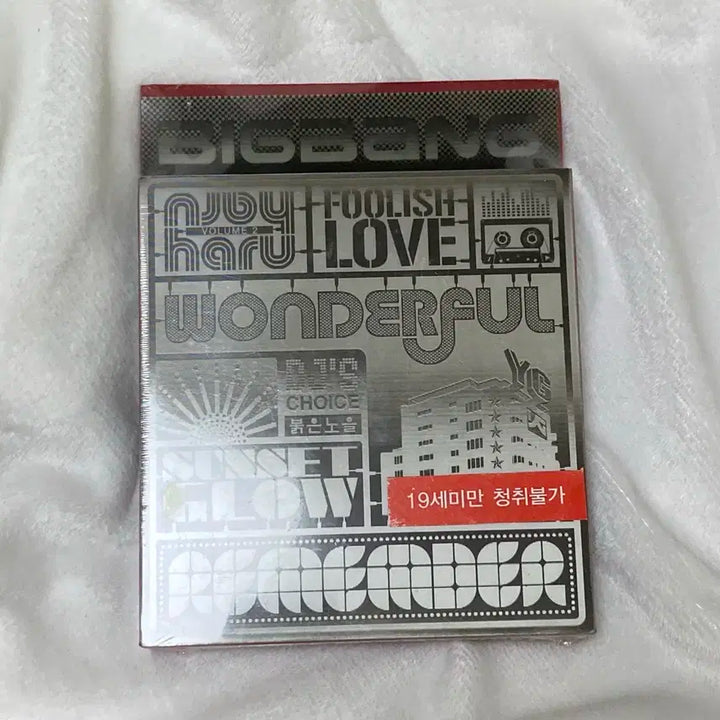 BIGBANG
NJOY
VOLUME 2
HARU
FOOLISH
LOVE
WONDERFUL
CHOICE
붉은노을
YG
SUNSET
GLOW
19세미만 청취불가
REMEMBER